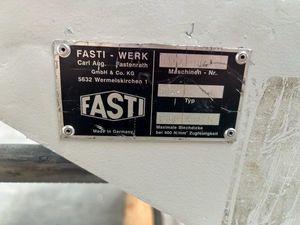 FASTI - WERK
Carl Aug. Fastenrath
GmbH & Co. KG
5632 Wermelskirchen 1
FASTI
Made in Germany
Maschinen - Nr.
Typ
Maximale Blechdicke
bei 400 N/mm² Zugfestigkeit